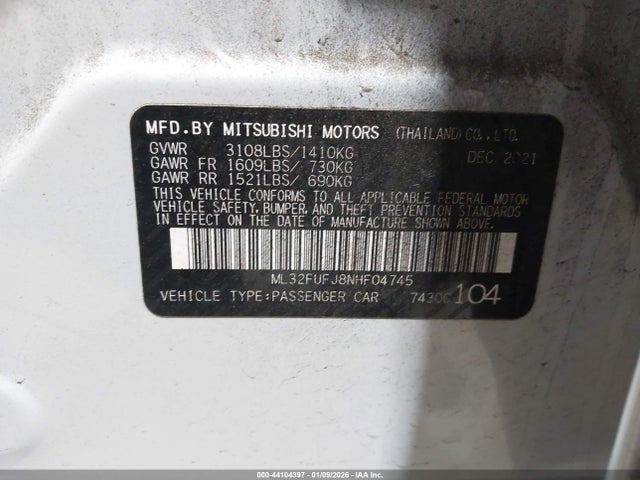 MFD.BY MITSUBISHI MOTORS (THAILAND)CO.,LTD.
GVWR 3108LBS/1410KG DEC 2021
GAWR FR 1609LBS/ 730KG
GAWR RR 1521LBS/ 690KG
THIS VEHICLE CONFORMS TO ALL APPLICABLE FEDERAL MOTOR
VEHICLE SAFETY, BUMPER, AND THEFT PREVENTION STANDARDS
IN EFFECT ON THE DATE OF MANUFACTURE SHOWN ABOVE.
ML32FUFJ8NHF04745
VEHICLE TYPE:PASSENGER CAR 7430C 104
000-44104397 - 01/09/2026 - IAA Inc.